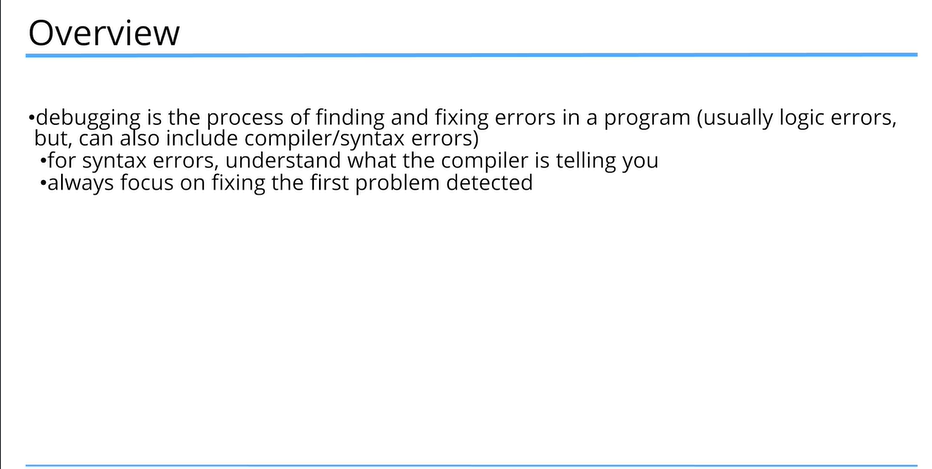 Overview
•debugging is the process of finding and fixing errors in a program (usually logic errors,
but, can also include compiler/syntax errors)
•for syntax errors, understand what the compiler is telling you
•always focus on fixing the first problem detected